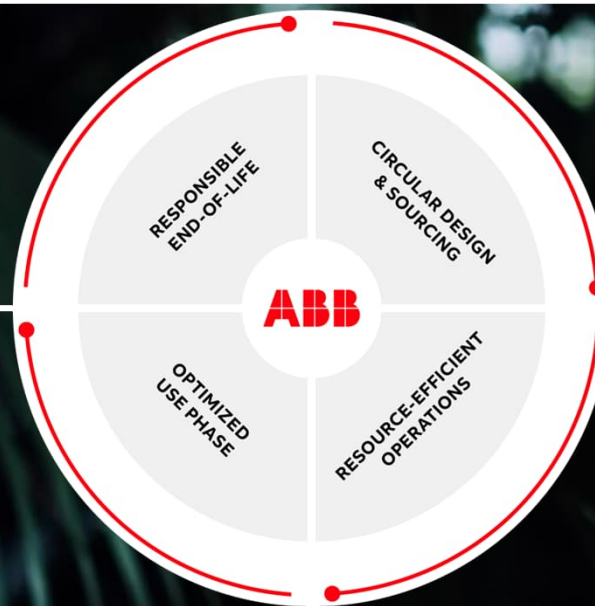 RESPONSIBLE
END-OF-LIFE
CIRCULAR DESIGN
& SOURCING
ABB
OPTIMIZED
USE PHASE
RESOURCE-EFFICIENT
OPERATIONS